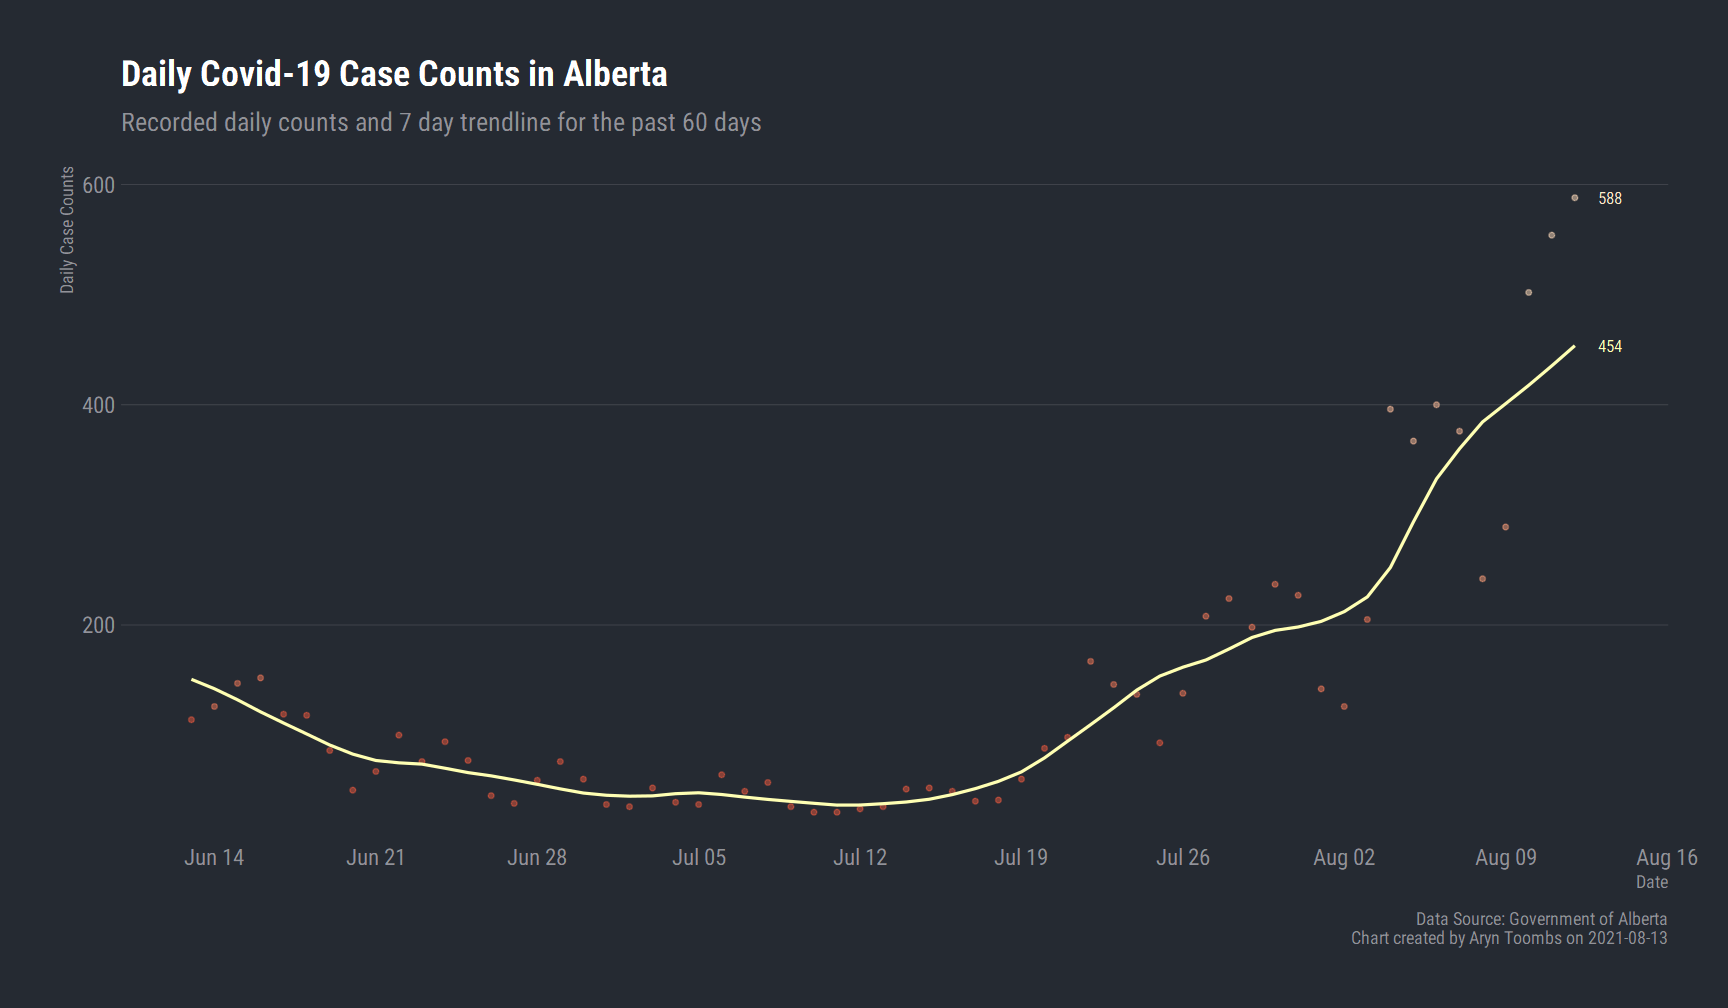 Daily Covid-19 Case Counts in Alberta
Recorded daily counts and 7 day trendline for the past 60 days
Daily Case Counts
600
400
200
588
454
Jun 14
Jun 21
Jun 28
Jul 05
Jul 12
Jul 19
Jul 26
Aug 02
Aug 09
Aug 16
Date
Data Source: Government of Alberta
Chart created by Aryn Toombs on 2021-08-13